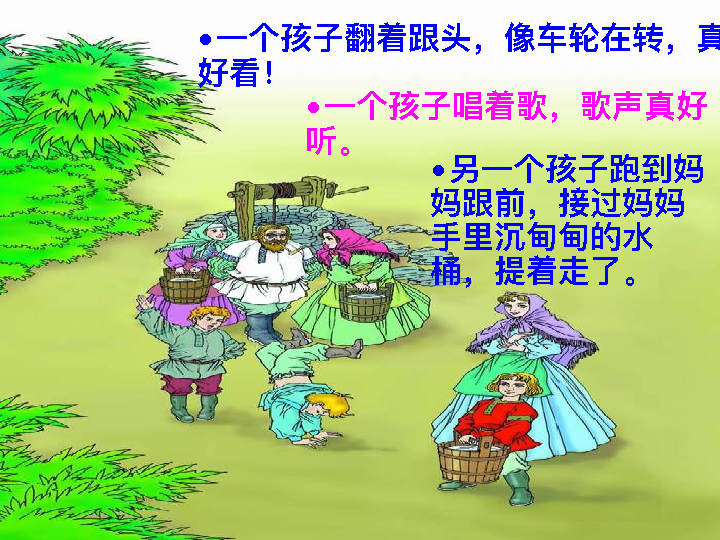 •一个孩子翻着跟头，像车轮在转，真
好看！
•一个孩子唱着歌，歌声真好
听。
•另一个孩子跑到妈
妈跟前，接过妈妈
手里沉甸甸的水
桶，提着走了。